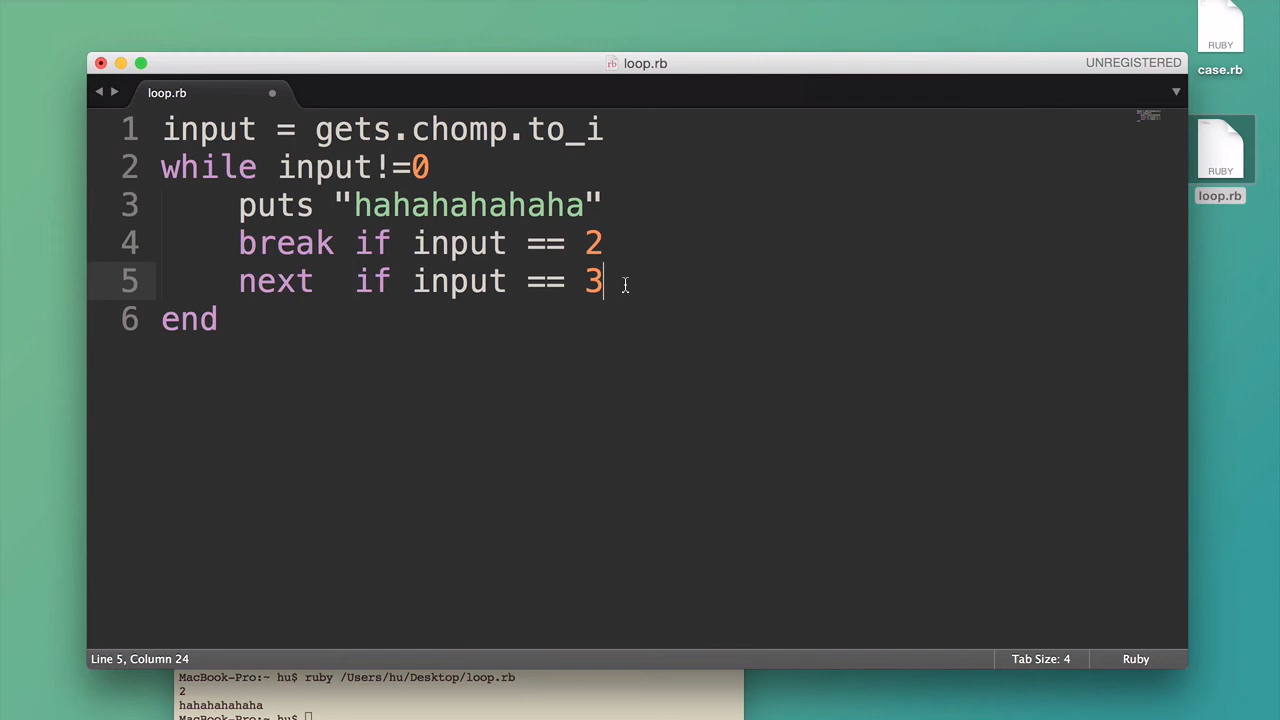 RUBY
case.rb
loop.rb
UNREGISTERED
loop.rb
1 input = gets.chomp.to_i
2 while input!=0
3     puts "hahahahahaha"
4     break if input == 2
5     next  if input == 3
6 end
RUBY
loop.rb
Line 5, Column 24
Tab Size: 4
Ruby
MacBook-Pro:~ hu$ ruby /Users/hu/Desktop/loop.rb
2
hahahahahaha
MacBook-Pro:~ hu$